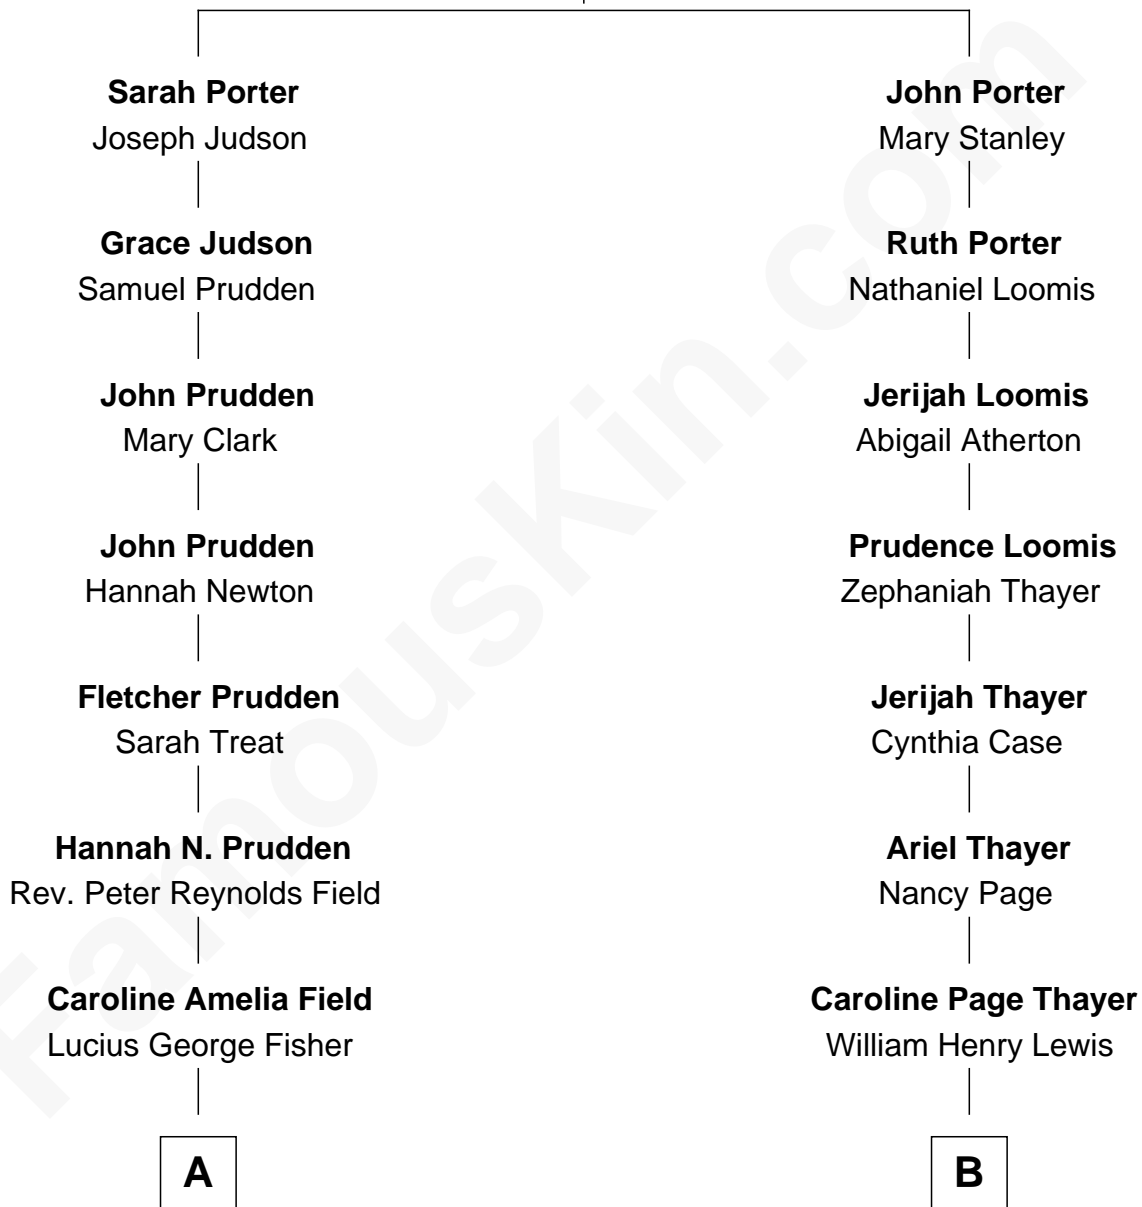 Sarah Porter
Joseph Judson
Grace Judson
Samuel Prudden
John Prudden
Mary Clark
John Prudden
Hannah Newton
Fletcher Prudden
Sarah Treat
Hannah N. Prudden
Rev. Peter Reynolds Field
Caroline Amelia Field
Lucius George Fisher
A
John Porter
Mary Stanley
Ruth Porter
Nathaniel Loomis
Jerijah Loomis
Abigail Atherton
Prudence Loomis
Zephaniah Thayer
Jerijah Thayer
Cynthia Case
Ariel Thayer
Nancy Page
Caroline Page Thayer
William Henry Lewis
B
FamousKin.com